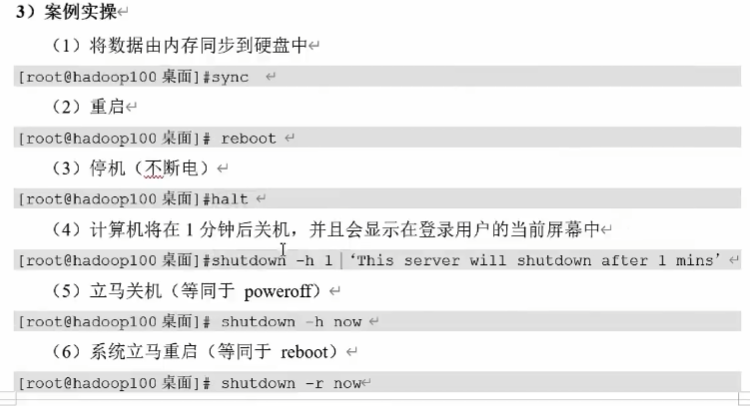 3）案例实操
（1）将数据由内存同步到硬盘中
[root@hadoop100 桌面]#sync
（2）重启
[root@hadoop100 桌面]# reboot
（3）停机（不断电）
[root@hadoop100 桌面]#halt
（4）计算机将在 1 分钟后关机，并且会显示在登录用户的当前屏幕中
[root@hadoop100 桌面]#shutdown -h 1 ‘This server will shutdown after 1 mins’
（5）立马关机（等同于 poweroff）
[root@hadoop100 桌面]# shutdown -h now
（6）系统立马重启（等同于 reboot）
[root@hadoop100 桌面]# shutdown -r now